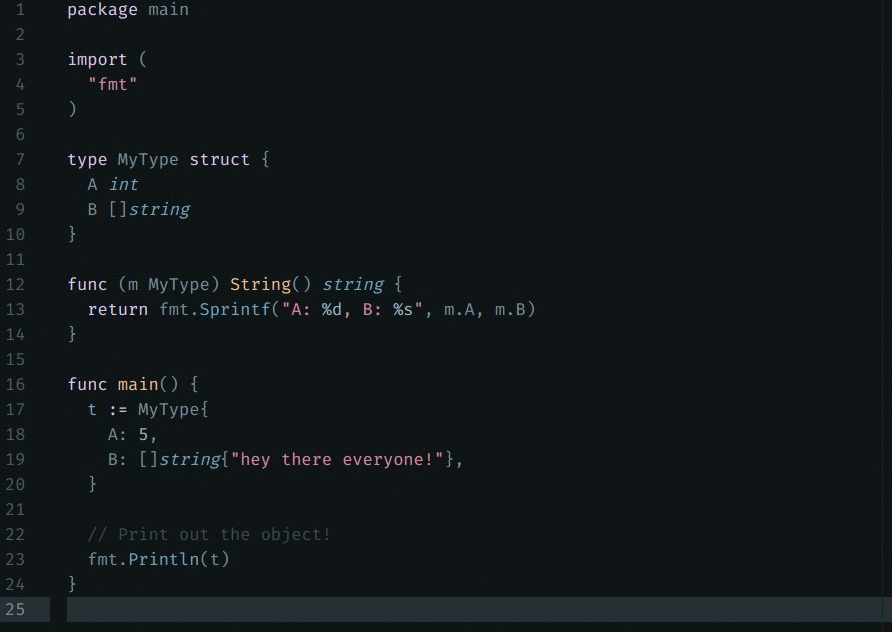 1 package main
2
3 import (
4   "fmt"
5 )
6
7 type MyType struct {
8   A int
9   B []string
10 }
11
12 func (m MyType) String() string {
13   return fmt.Sprintf("A: %d, B: %s", m.A, m.B)
14 }
15
16 func main() {
17   t := MyType{
18     A: 5,
19     B: []string{"hey there everyone!"},
20   }
21
22   // Print out the object!
23   fmt.Println(t)
24 }
25